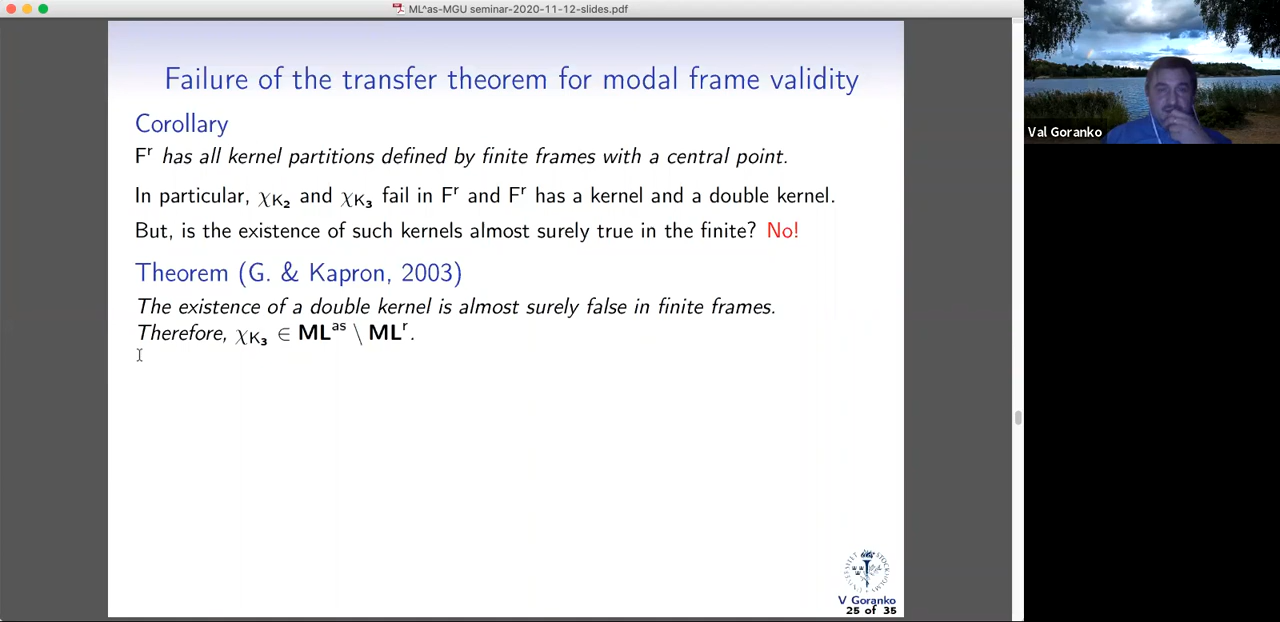 ML^as-MGU seminar-2020-11-12-slides.pdf
Failure of the transfer theorem for modal frame validity
Corollary
Fʳ has all kernel partitions defined by finite frames with a central point.
In particular, χK₂ and χK₃ fail in Fʳ and Fʳ has a kernel and a double kernel.
But, is the existence of such kernels almost surely true in the finite? No!
Theorem (G. & Kapron, 2003)
The existence of a double kernel is almost surely false in finite frames.
Therefore, χK₃ ∈ MLᵃˢ \ MLʳ.
V Goranko
25 of 35
Val Goranko